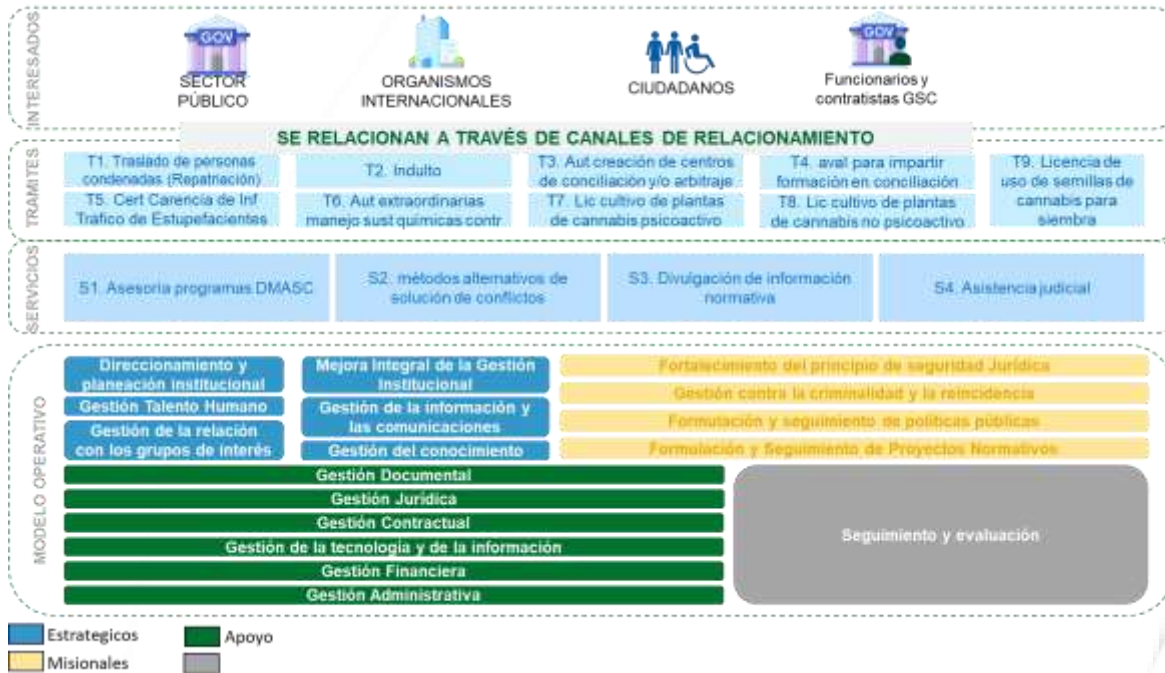 INTERESADOS
GOV
SECTOR
PÚBLICO
ORGANISMOS
INTERNACIONALES
CIUDADANOS
GOV
Funcionarios y
contratistas GSC
SE RELACIONAN A TRAVÉS DE CANALES DE RELACIONAMIENTO
TRAMITES
T1. Traslado de personas
condenadas (Repatriación)
T2. Indulto
T3. Aut creación de centros
de conciliación y/o arbitraje
T4. aval para impartir
formación en conciliación
T9. Licencia de
uso de semillas de
cannabis para
siembra
T5. Cert Carencia de Inf
Trafico de Estupefacientes
T6. Aut extraordinarias
manejo sust químicas contr
T7. Lic cultivo de plantas
de cannabis psicoactivo
T8. Lic cultivo de plantas
de cannabis no psicoactivo
SERVICIOS
S1. Asesoría programas DMASC
S2. métodos alternativos de
solución de conflictos
S3. Divulgación de información
normativa
S4. Asistencia judicial
MODELO OPERATIVO
Direccionamiento y
planeación institucional
Gestión Talento Humano
Gestión de la relación
con los grupos de interés
Mejora Integral de la Gestión
Institucional
Gestión de la información y
las comunicaciones
Gestión del conocimiento
Fortalecimiento del principio de seguridad Jurídica
Gestión contra la criminalidad y la reincidencia
Formutación y seguimiento de políticas públicas
Formulación y Seguimiento de Proyectos Normativos
Gestión Documental
Gestión Jurídica
Gestión Contractual
Gestión de la tecnología y de la información
Gestión Financiera
Gestión Administrativa
Seguimiento y evaluación
Estrategicos
Apoyo
Misionales